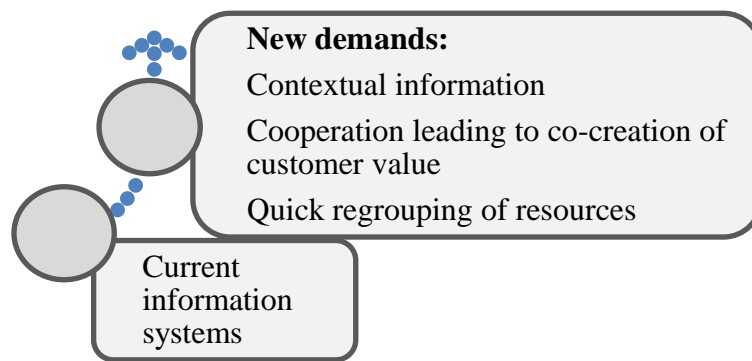 New demands:
Contextual information
Cooperation leading to co-creation of
customer value
Quick regrouping of resources
Current
information
systems